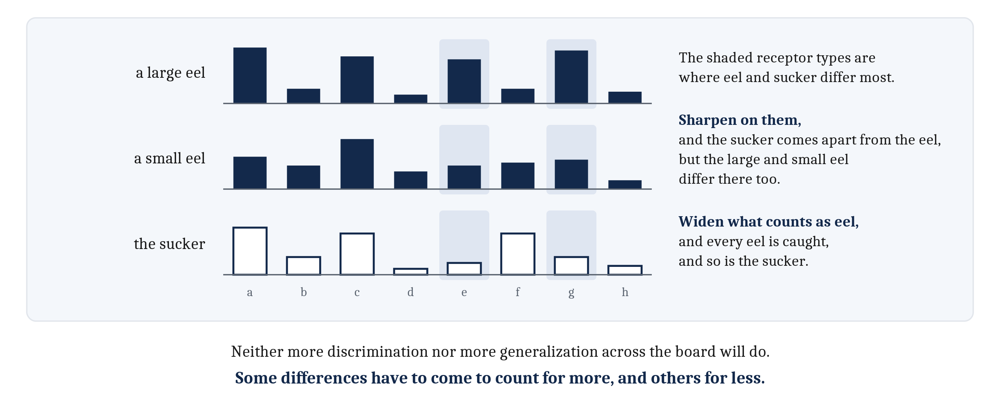 a large eel
a small eel
the sucker
a b c d e f g h
The shaded receptor types are
where eel and sucker differ most.
Sharpen on them,
and the sucker comes apart from the eel,
but the large and small eel
differ there too.
Widen what counts as eel,
and every eel is caught,
and so is the sucker.
Neither more discrimination nor more generalization across the board will do.
Some differences have to come to count for more, and others for less.